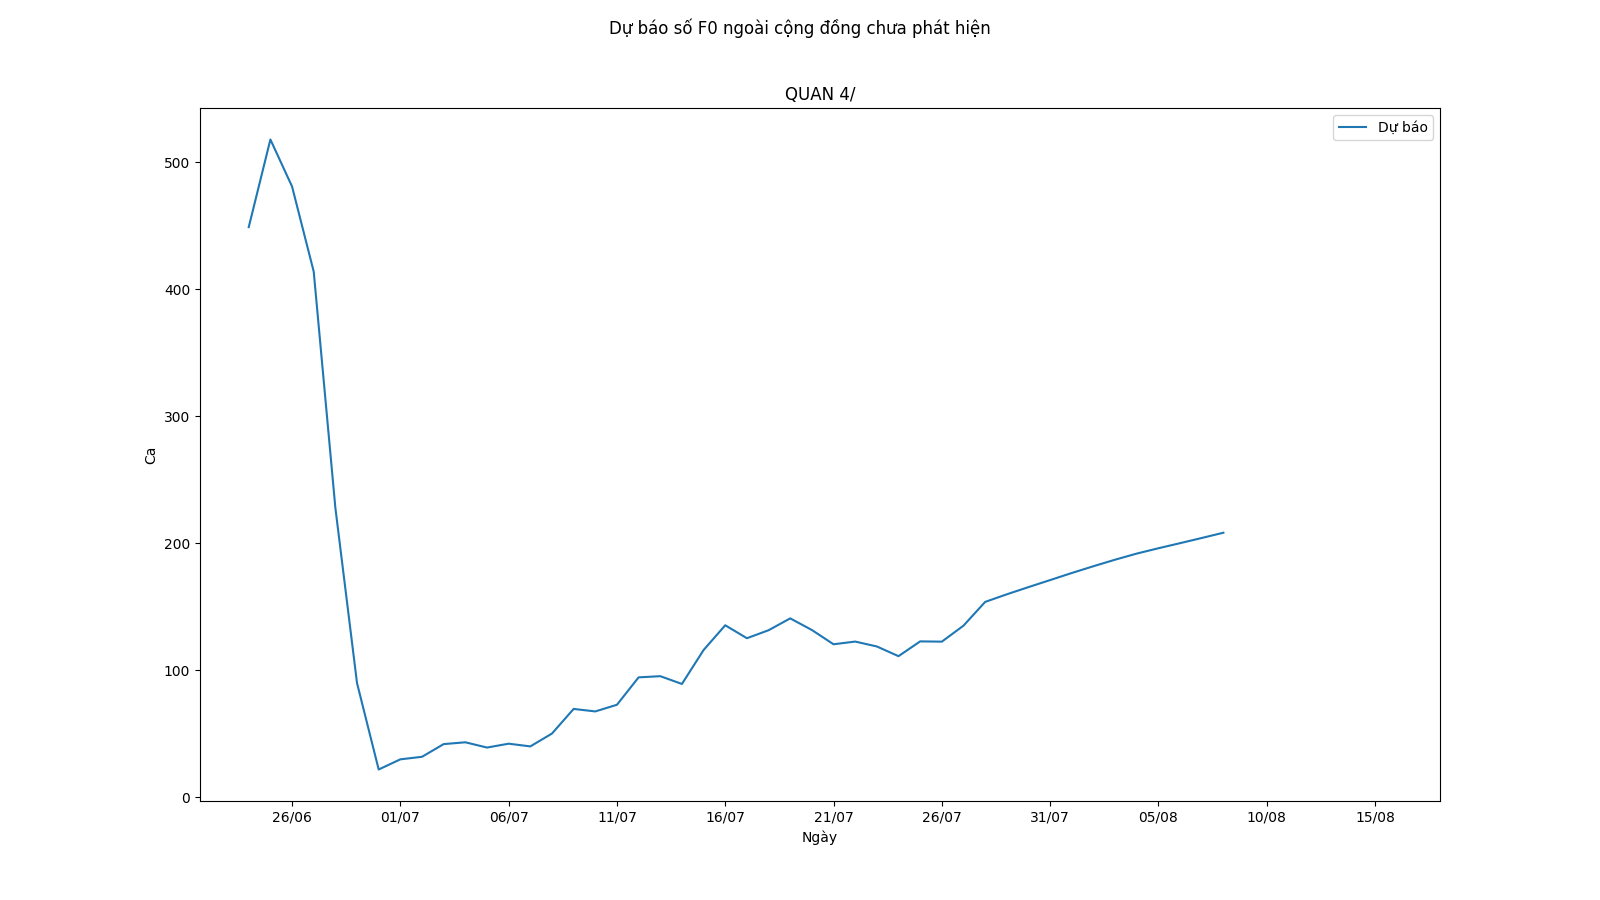 Dự báo số F0 ngoài cộng đồng chưa phát hiện
QUAN 4/
Dự báo
500
400
300
200
100
0
Ca
26/06 01/07 06/07 11/07 16/07 21/07 26/07 31/07 05/08 10/08 15/08
Ngày